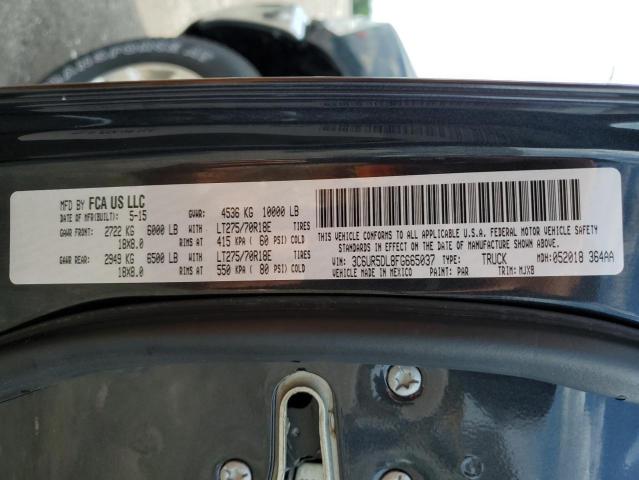 TRANSFORCE AT
MFD BY FCA US LLC
DATE OF MFR(BUILT): 5-15 GVWR: 4536 KG 10000 LB
GAWR FRONT: 2722 KG 6000 LB WITH LT275/70R18E TIRES
18X8.0 RIMS AT 415 KPA ( 60 PSI) COLD
GAWR REAR: 2949 KG 6500 LB WITH LT275/70R18E TIRES
18X8.0 RIMS AT 550 KPA ( 80 PSI) COLD
THIS VEHICLE CONFORMS TO ALL APPLICABLE U.S.A. FEDERAL MOTOR VEHICLE SAFETY
STANDARDS IN EFFECT ON THE DATE OF MANUFACTURE SHOWN ABOVE.
VIN: 3C6UR5DL8FG665037 TYPE: TRUCK MDH: 052018 364AA
VEHICLE MADE IN MEXICO PAINT: PAR TRIM: MJX8